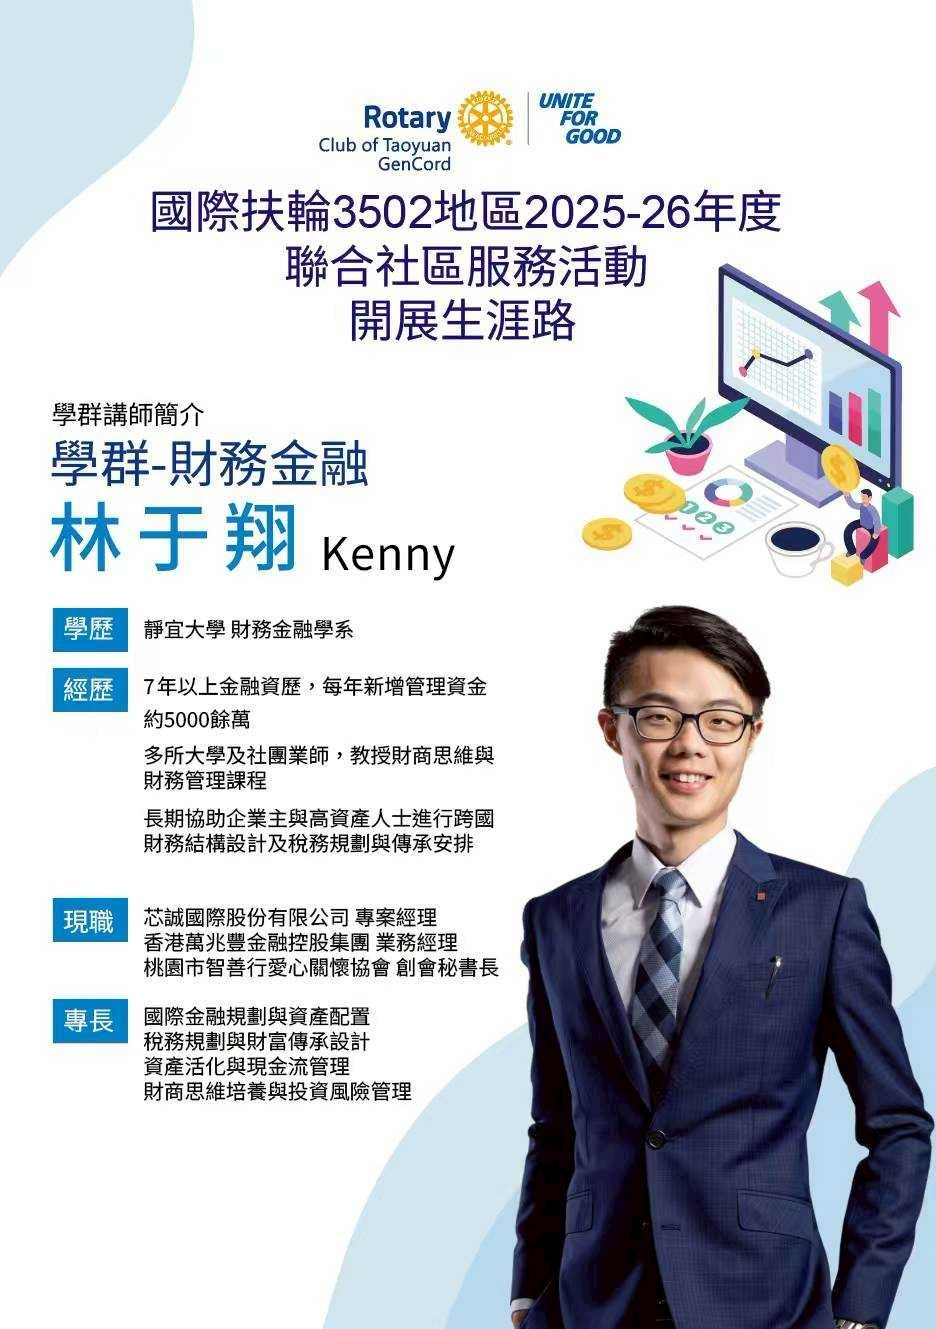 Rotary
Club of Taoyuan
GenCord
UNITE
FOR
GOOD
國際扶輪3502地區2025-26年度
聯合社區服務活動
開展生涯路
學群講師簡介
學群-財務金融
林于翔 Kenny
學歷 靜宜大學 財務金融學系
經歷 7年以上金融資歷，每年新增管理資金
約5000餘萬
多所大學及社團業師，教授財商思維與
財務管理課程
長期協助企業主與高資產人士進行跨國
財務結構設計及稅務規劃與傳承安排
現職 芯誠國際股份有限公司 專案經理
香港萬兆豐金融控股集團 業務經理
桃園市智善行愛心關懷協會 創會秘書長
專長 國際金融規劃與資產配置
稅務規劃與財富傳承設計
資產活化與現金流管理
財商思維培養與投資風險管理
123